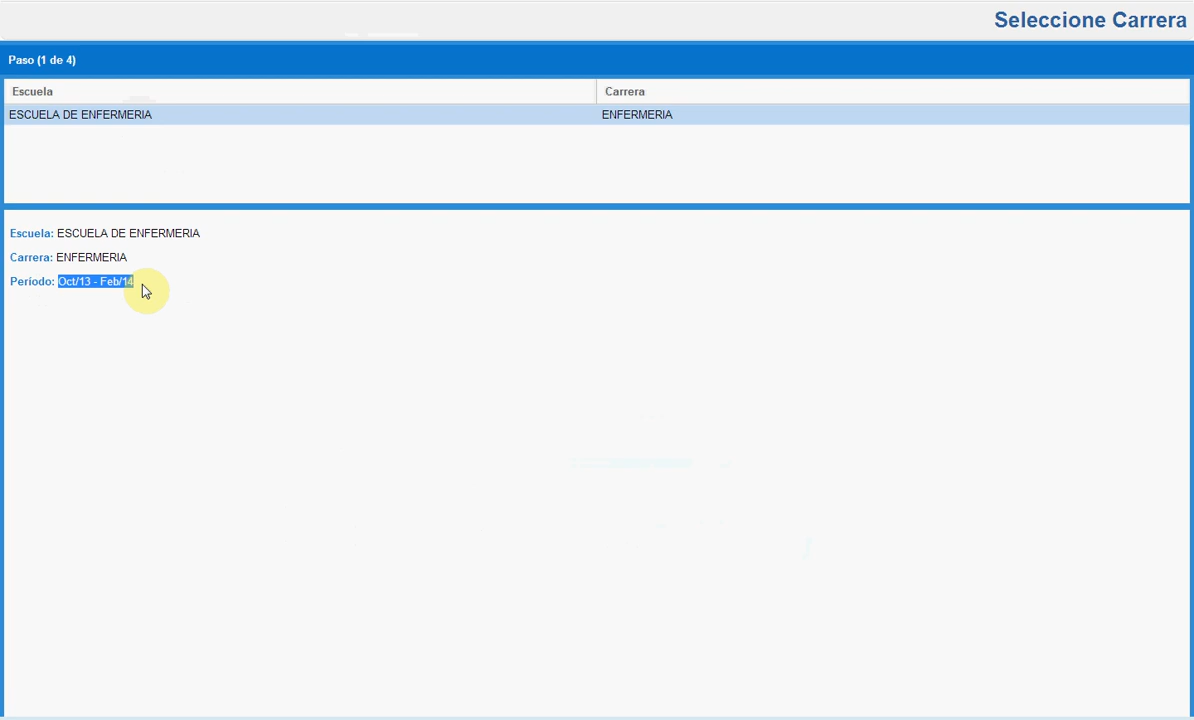 Seleccione Carrera
Paso (1 de 4)
Escuela Carrera
ESCUELA DE ENFERMERIA ENFERMERIA
Escuela: ESCUELA DE ENFERMERIA
Carrera: ENFERMERIA
Período: Oct/13 - Feb/14